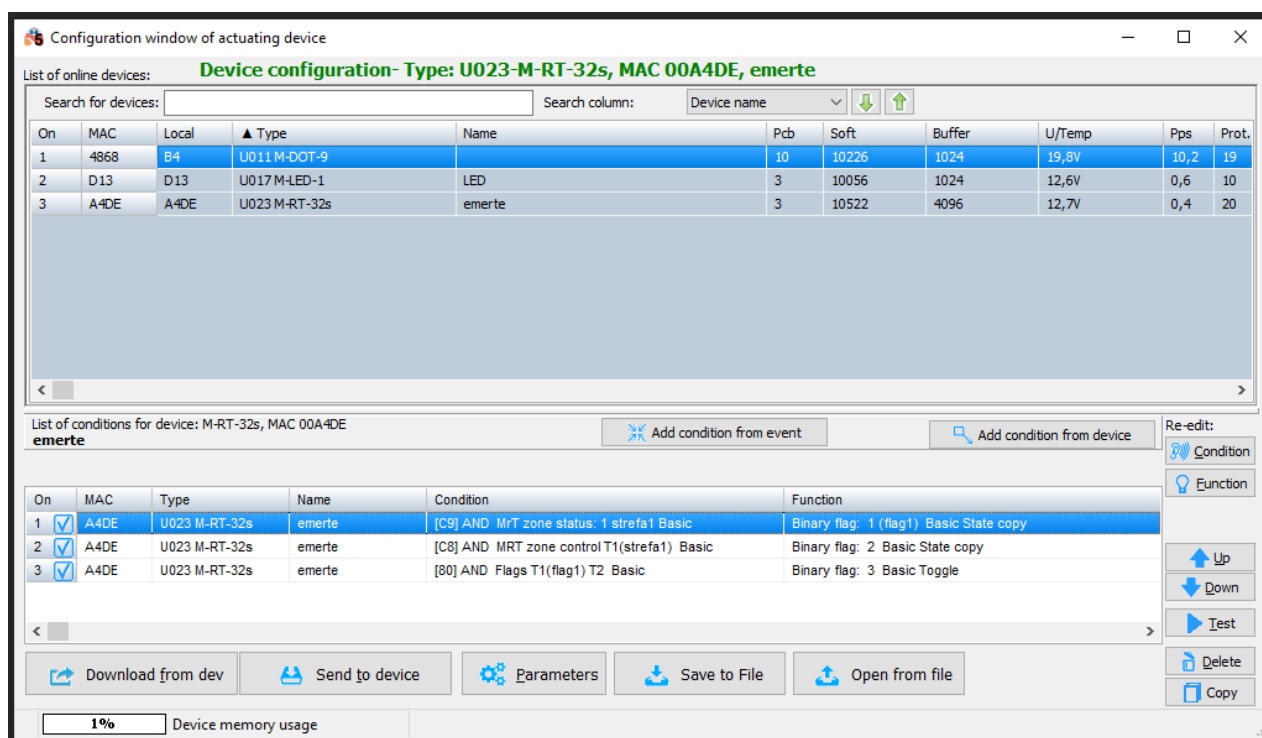 Configuration window of actuating device
List of online devices: Device configuration- Type: U023-M-RT-32s, MAC 00A4DE, emerte
Search for devices: Search column: Device name
On MAC Local ▲ Type Name Pcb Soft Buffer U/Temp Pps Prot.
1 4868 B4 U011 M-DOT-9 10 10226 1024 19,8V 10,2 19
2 D13 D13 U017 M-LED-1 LED 3 10056 1024 12,6V 0,6 10
3 A4DE A4DE U023 M-RT-32s emerte 3 10522 4096 12,7V 0,4 20
List of conditions for device: M-RT-32s, MAC 00A4DE
emerte
Add condition from event
Add condition from device
Re-edit:
Condition
Function
On MAC Type Name Condition Function
1 A4DE U023 M-RT-32s emerte [C9] AND MrT zone status: 1 strefa1 Basic Binary flag: 1 (flag1) Basic State copy
2 A4DE U023 M-RT-32s emerte [C8] AND MRT zone control T1(strefa1) Basic Binary flag: 2 Basic State copy
3 A4DE U023 M-RT-32s emerte [80] AND Flags T1(flag1) T2 Basic Binary flag: 3 Basic Toggle
Up
Down
Test
Delete
Copy
Download from dev Send to device Parameters Save to File Open from file
1% Device memory usage